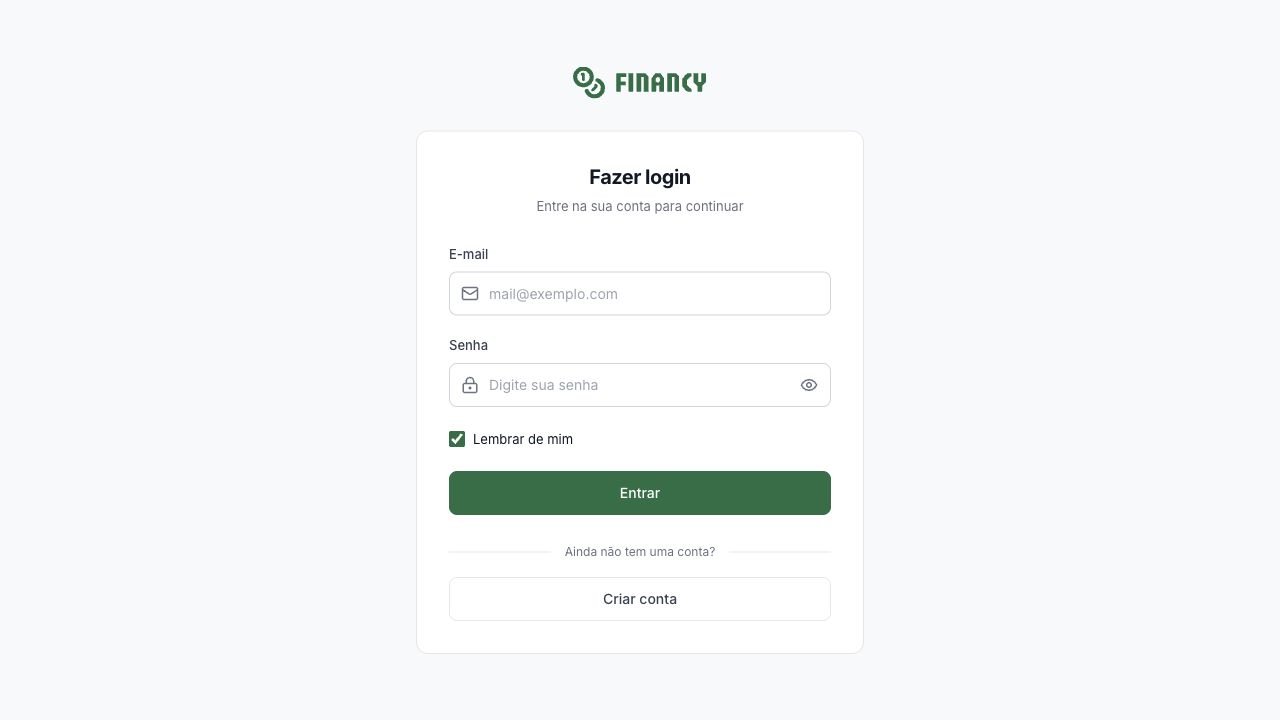 FINANCY
Fazer login
Entre na sua conta para continuar
E-mail
mail@exemplo.com
Senha
Digite sua senha
Lembrar de mim
Entrar
Ainda não tem uma conta?
Criar conta